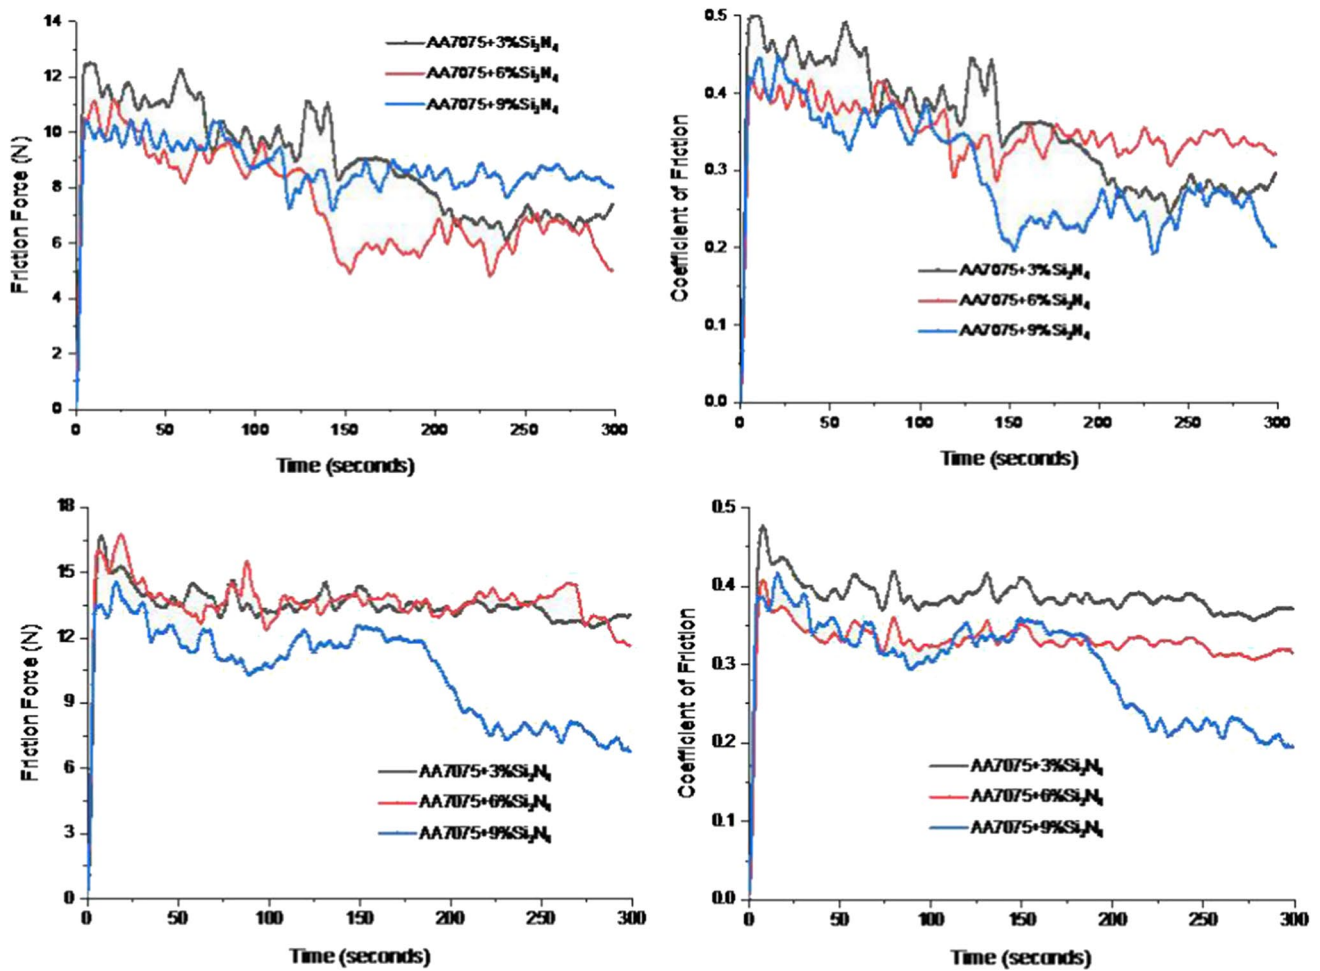 14
12
10
8
6
4
2
0
Friction Force (N)
AA7075+3%Si₃N₄
AA7075+6%Si₃N₄
AA7075+9%Si₃N₄
0 50 100 150 200 250 300
Time (seconds)
0.5
0.4
0.3
0.2
0.1
0.0
Coefficient of Friction
AA7075+3%Si₃N₄
AA7075+6%Si₃N₄
AA7075+9%Si₃N₄
0 50 100 150 200 250 300
Time (seconds)
18
15
12
9
6
3
0
Friction Force (N)
AA7075+3%Si₃N₄
AA7075+6%Si₃N₄
AA7075+9%Si₃N₄
0 50 100 150 200 250 300
Time (seconds)
0.5
0.4
0.3
0.2
0.1
0.0
Coefficient of Friction
AA7075+3%Si₃N₄
AA7075+6%Si₃N₄
AA7075+9%Si₃N₄
0 50 100 150 200 250 300
Time (seconds)